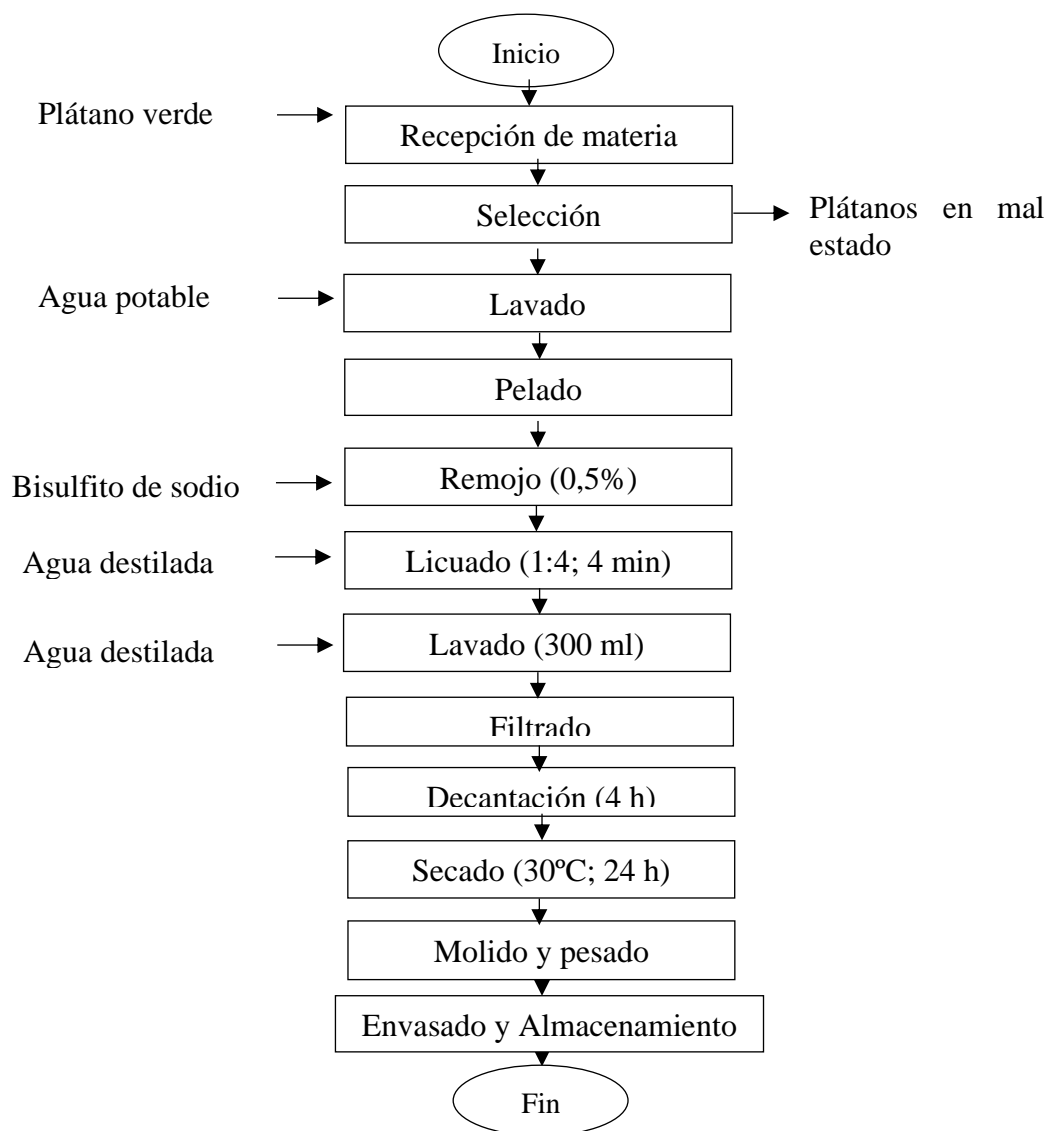 Inicio
Plátano verde
Recepción de materia
Selección
Plátanos en mal
estado
Agua potable
Lavado
Pelado
Bisulfito de sodio
Remojo (0,5%)
Agua destilada
Licuado (1:4; 4 min)
Agua destilada
Lavado (300 ml)
Filtrado
Decantación (4 h)
Secado (30ºC; 24 h)
Molido y pesado
Envasado y Almacenamiento
Fin